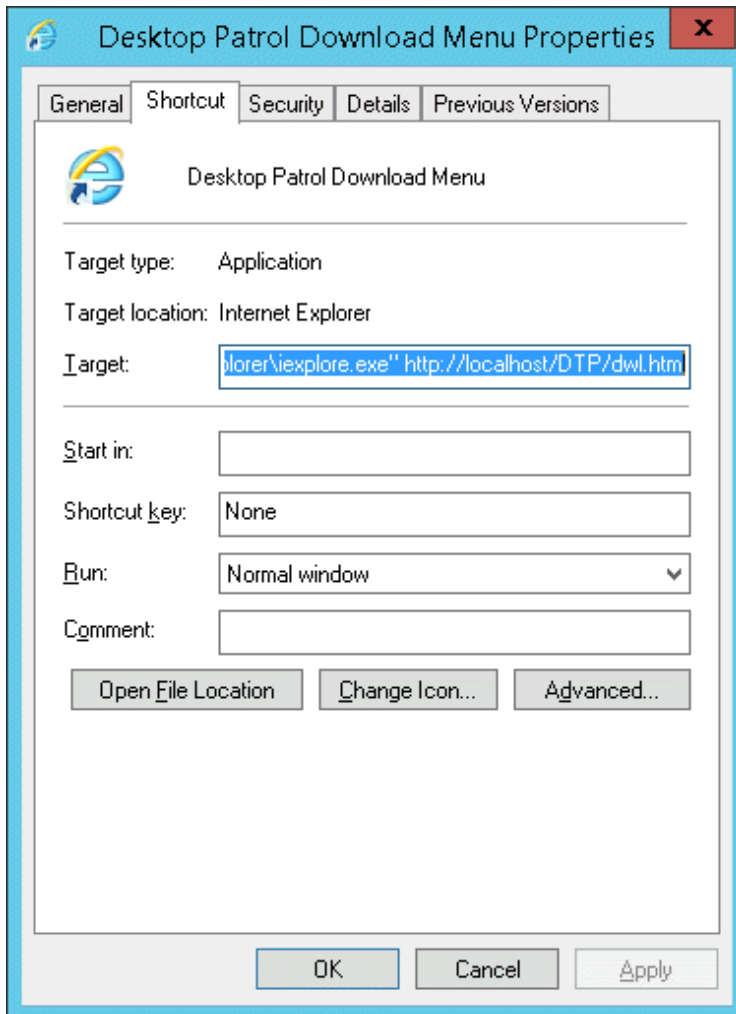 Desktop Patrol Download Menu Properties x
General Shortcut Security Details Previous Versions
Desktop Patrol Download Menu
Target type: Application
Target location: Internet Explorer
Target: plorer\iexplore.exe" http://localhost/DTP/dwl.html
Start in:
Shortcut key: None
Run: Normal window
Comment:
Open File Location Change Icon... Advanced...
OK Cancel Apply